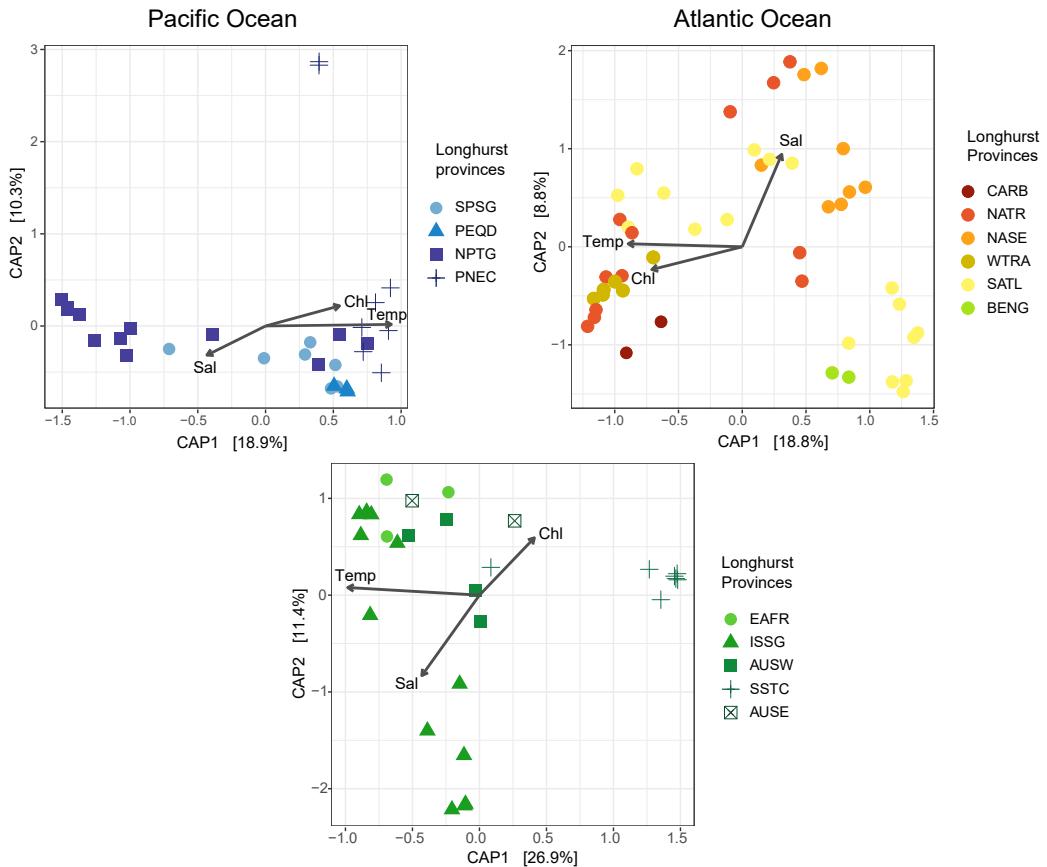 Pacific Ocean
3
2
1
0
−1.5
−1.0
−0.5
0.0
0.5
1.0
CAP2 [10.3%]
CAP1 [18.9%]
Chl
Temp
Sal
Longhurst
provinces
SPSG
PEQD
NPTG
PNEC
Atlantic Ocean
2
1
0
−1
−1.0
−0.5
0.0
0.5
1.0
1.5
CAP2 [8.8%]
CAP1 [18.8%]
Sal
Temp
Chl
Longhurst
Provinces
CARB
NATR
NASE
WTRA
SATL
BENG
1
0
−1
−2
−1.0
−0.5
0.0
0.5
1.0
1.5
CAP2 [11.4%]
CAP1 [26.9%]
Chl
Temp
Sal
Longhurst
Provinces
EAFR
ISSG
AUSW
SSTC
AUSE